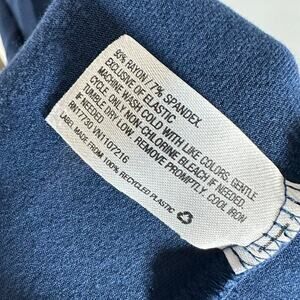 93% RAYON / 7% SPANDEX.
EXCLUSIVE OF ELASTIC
MACHINE WASH COLD WITH LIKE COLORS, GENTLE
CYCLE. ONLY NON-CHLORINE BLEACH IF NEEDED.
TUMBLE DRY LOW. REMOVE PROMPTLY. COOL IRON
IF NEEDED
RN17730 VN1107216
LABEL MADE FROM 100% RECYCLED PLASTIC